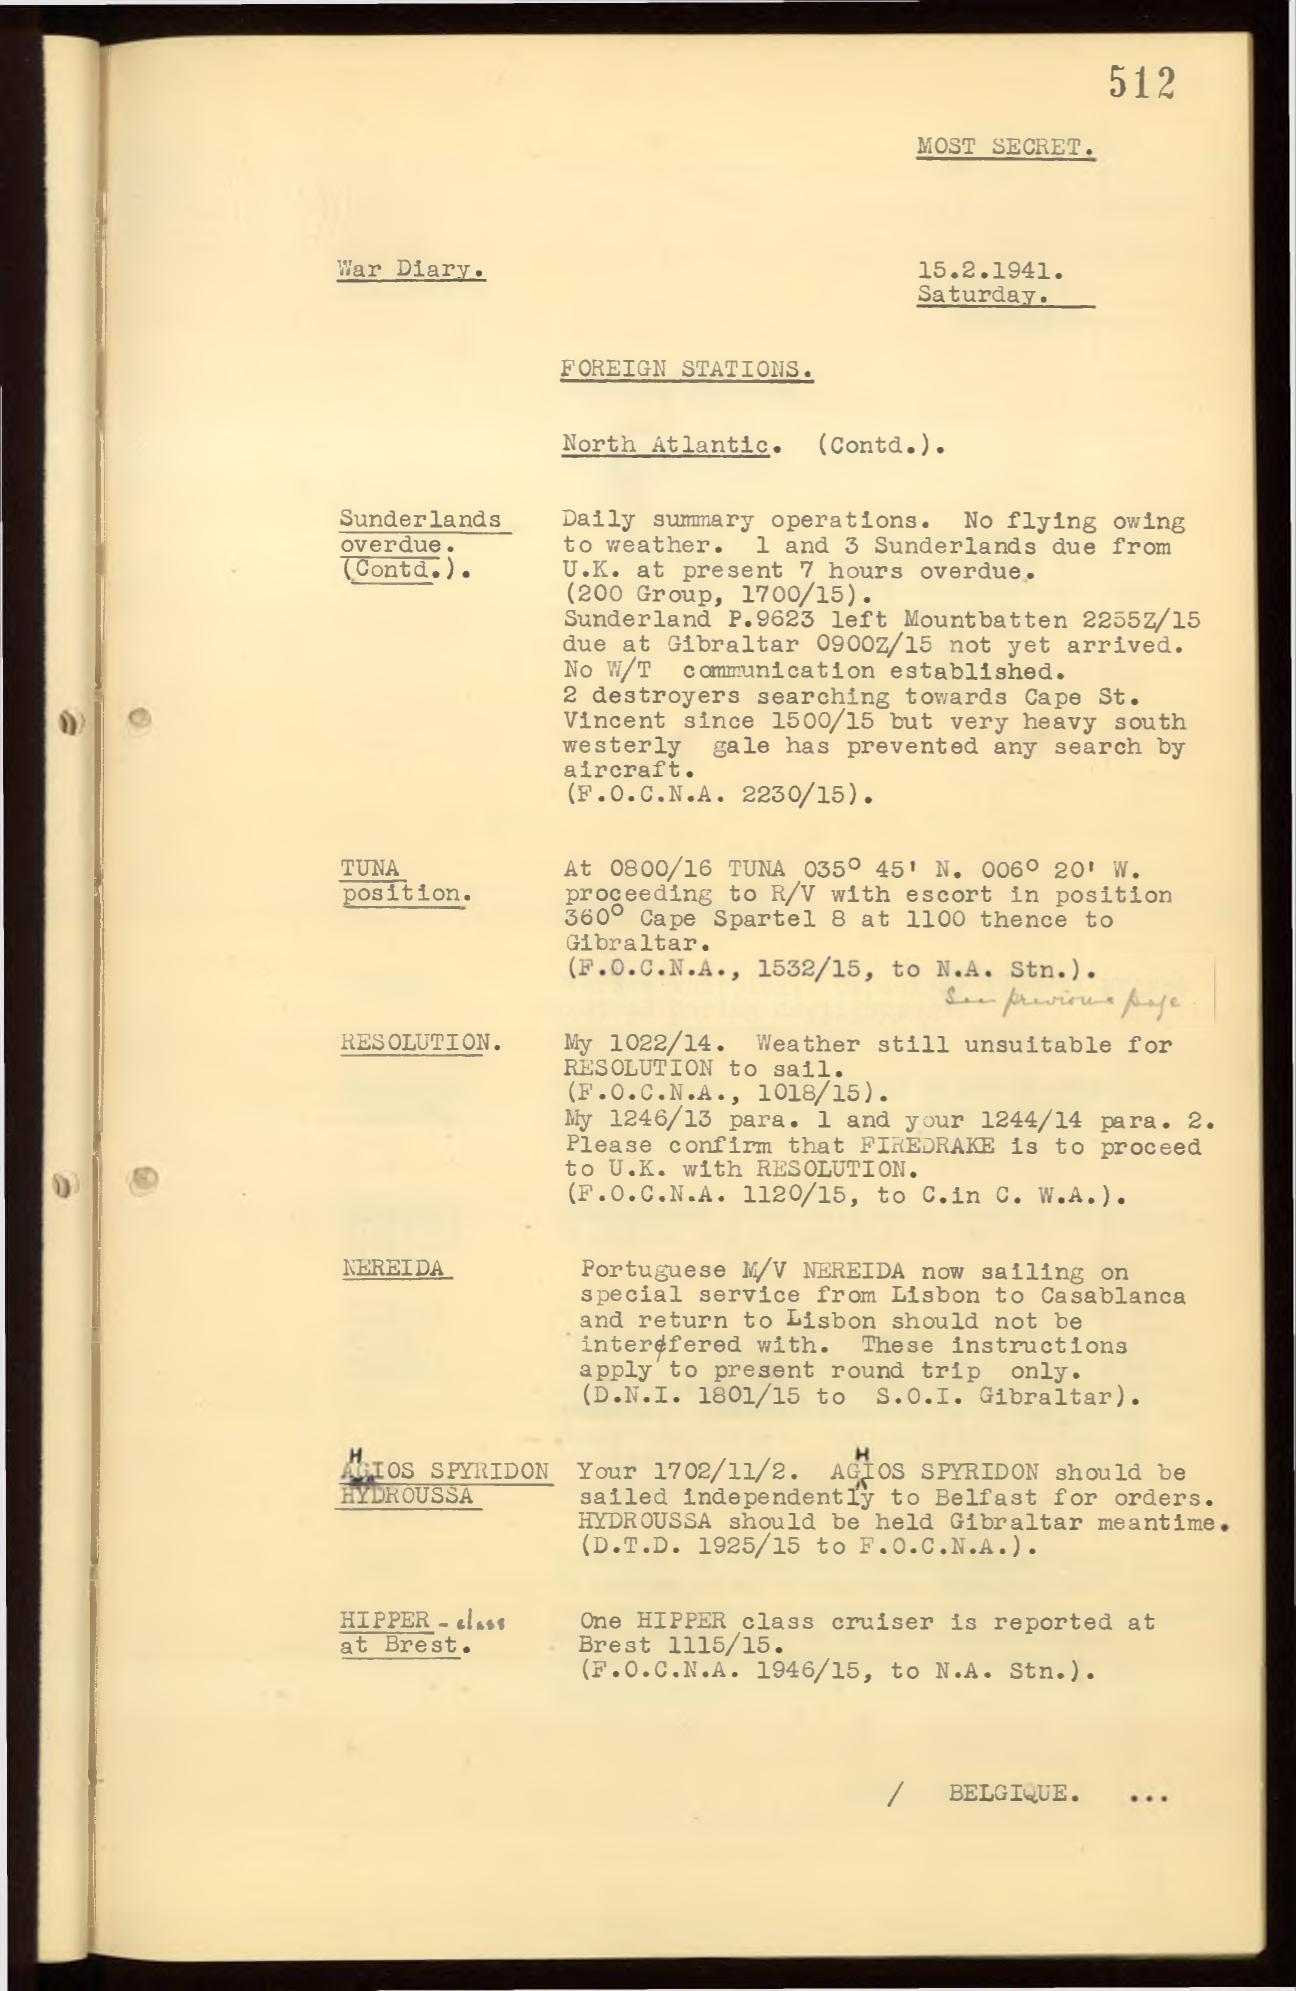 512
MOST SECRET.
War Diary.
15.2.1941.
Saturday.
FOREIGN STATIONS.
North Atlantic. (Contd.).
Sunderlands
overdue.
(Contd.).
Daily summary operations. No flying owing
to weather. 1 and 3 Sunderlands due from
U.K. at present 7 hours overdue.
(200 Group, 1700/15).
Sunderland P.9623 left Mountbatten 2255Z/15
due at Gibraltar 0900Z/15 not yet arrived.
No W/T communication established.
2 destroyers searching towards Cape St.
Vincent since 1500/15 but very heavy south
westerly gale has prevented any search by
aircraft.
(F.O.C.N.A. 2230/15).
TUNA
position.
At 0800/16 TUNA 035° 45' N. 006° 20' W.
proceeding to R/V with escort in position
360° Cape Spartel 8 at 1100 thence to
Gibraltar.
(F.O.C.N.A., 1532/15, to N.A. Stn.).
See previous page
RESOLUTION.
My 1022/14. Weather still unsuitable for
RESOLUTION to sail.
(F.O.C.N.A., 1018/15).
My 1246/13 para. 1 and your 1244/14 para. 2.
Please confirm that FIREDRAKE is to proceed
to U.K. with RESOLUTION.
(F.O.C.N.A. 1120/15, to C.in C. W.A.).
NEREIDA
Portuguese M/V NEREIDA now sailing on
special service from Lisbon to Casablanca
and return to Lisbon should not be
interefered with. These instructions
apply to present round trip only.
(D.N.I. 1801/15 to S.O.I. Gibraltar).
AGHIOS SPYRIDON
HYDROUSSA
Your 1702/11/2. AGHIOS SPYRIDON should be
sailed independently to Belfast for orders.
HYDROUSSA should be held Gibraltar meantime.
(D.T.D. 1925/15 to F.O.C.N.A.).
HIPPER - class
at Brest.
One HIPPER class cruiser is reported at
Brest 1115/15.
(F.O.C.N.A. 1946/15, to N.A. Stn.).
/ BELGIQUE. ...